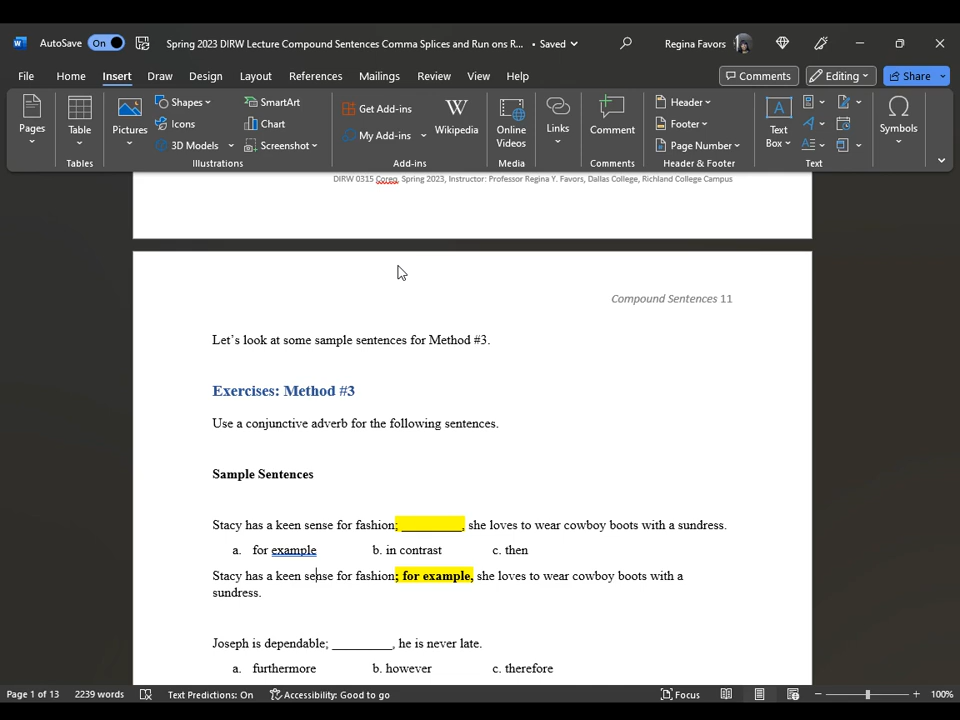 AutoSave On Spring 2023 DIRW Lecture Compound Sentences Comma Splices and Run ons R... • Saved Regina Favors
File Home Insert Draw Design Layout References Mailings Review View Help Comments Editing Share
Pages
Table
Pictures
Shapes
Icons
3D Models
SmartArt
Chart
Screenshot
Get Add-ins
My Add-ins
Wikipedia
Online Videos
Links
Comment
Header
Footer
Page Number
Text Box
Symbols
Tables Illustrations Add-ins Media Comments Header & Footer Text
DIRW 0315 Coreq, Spring 2023, Instructor: Professor Regina Y. Favors, Dallas College, Richland College Campus
Compound Sentences 11
Let’s look at some sample sentences for Method #3.
Exercises: Method #3
Use a conjunctive adverb for the following sentences.
Sample Sentences
Stacy has a keen sense for fashion; __________, she loves to wear cowboy boots with a sundress.
a. for example b. in contrast c. then
Stacy has a keen sense for fashion; for example, she loves to wear cowboy boots with a
sundress.
Joseph is dependable; __________, he is never late.
a. furthermore b. however c. therefore
Page 1 of 13 2239 words Text Predictions: On Accessibility: Good to go Focus 100%